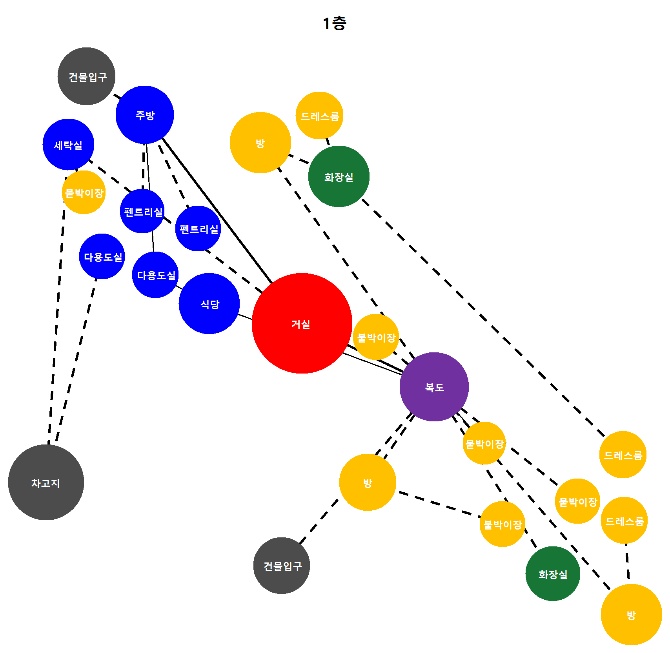 1층
건물입구
주방
드레스룸
방
세탁실
화장실
붙박이장
펜트리실
펜트리실
다용도실
다용도실
식당
거실
붙박이장
복도
붙박이장
드레스룸
차고지
방
붙박이장
드레스룸
붙박이장
건물입구
화장실
방